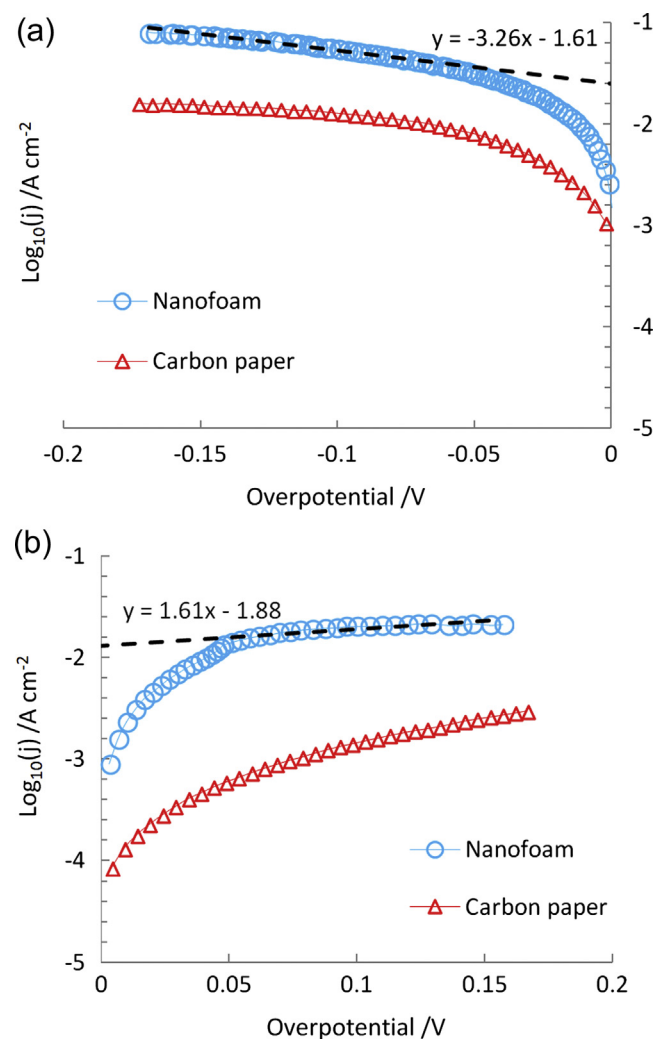 (a)
y = -3.26x - 1.61
-1
-2
-3
-4
-5
Log10(j) /A cm-2
Nanofoam
Carbon paper
-0.2 -0.15 -0.1 -0.05 0
Overpotential /V
(b)
-1
y = 1.61x - 1.88
-2
-3
-4
-5
Log10(j) /A cm-2
Nanofoam
Carbon paper
0 0.05 0.1 0.15 0.2
Overpotential /V